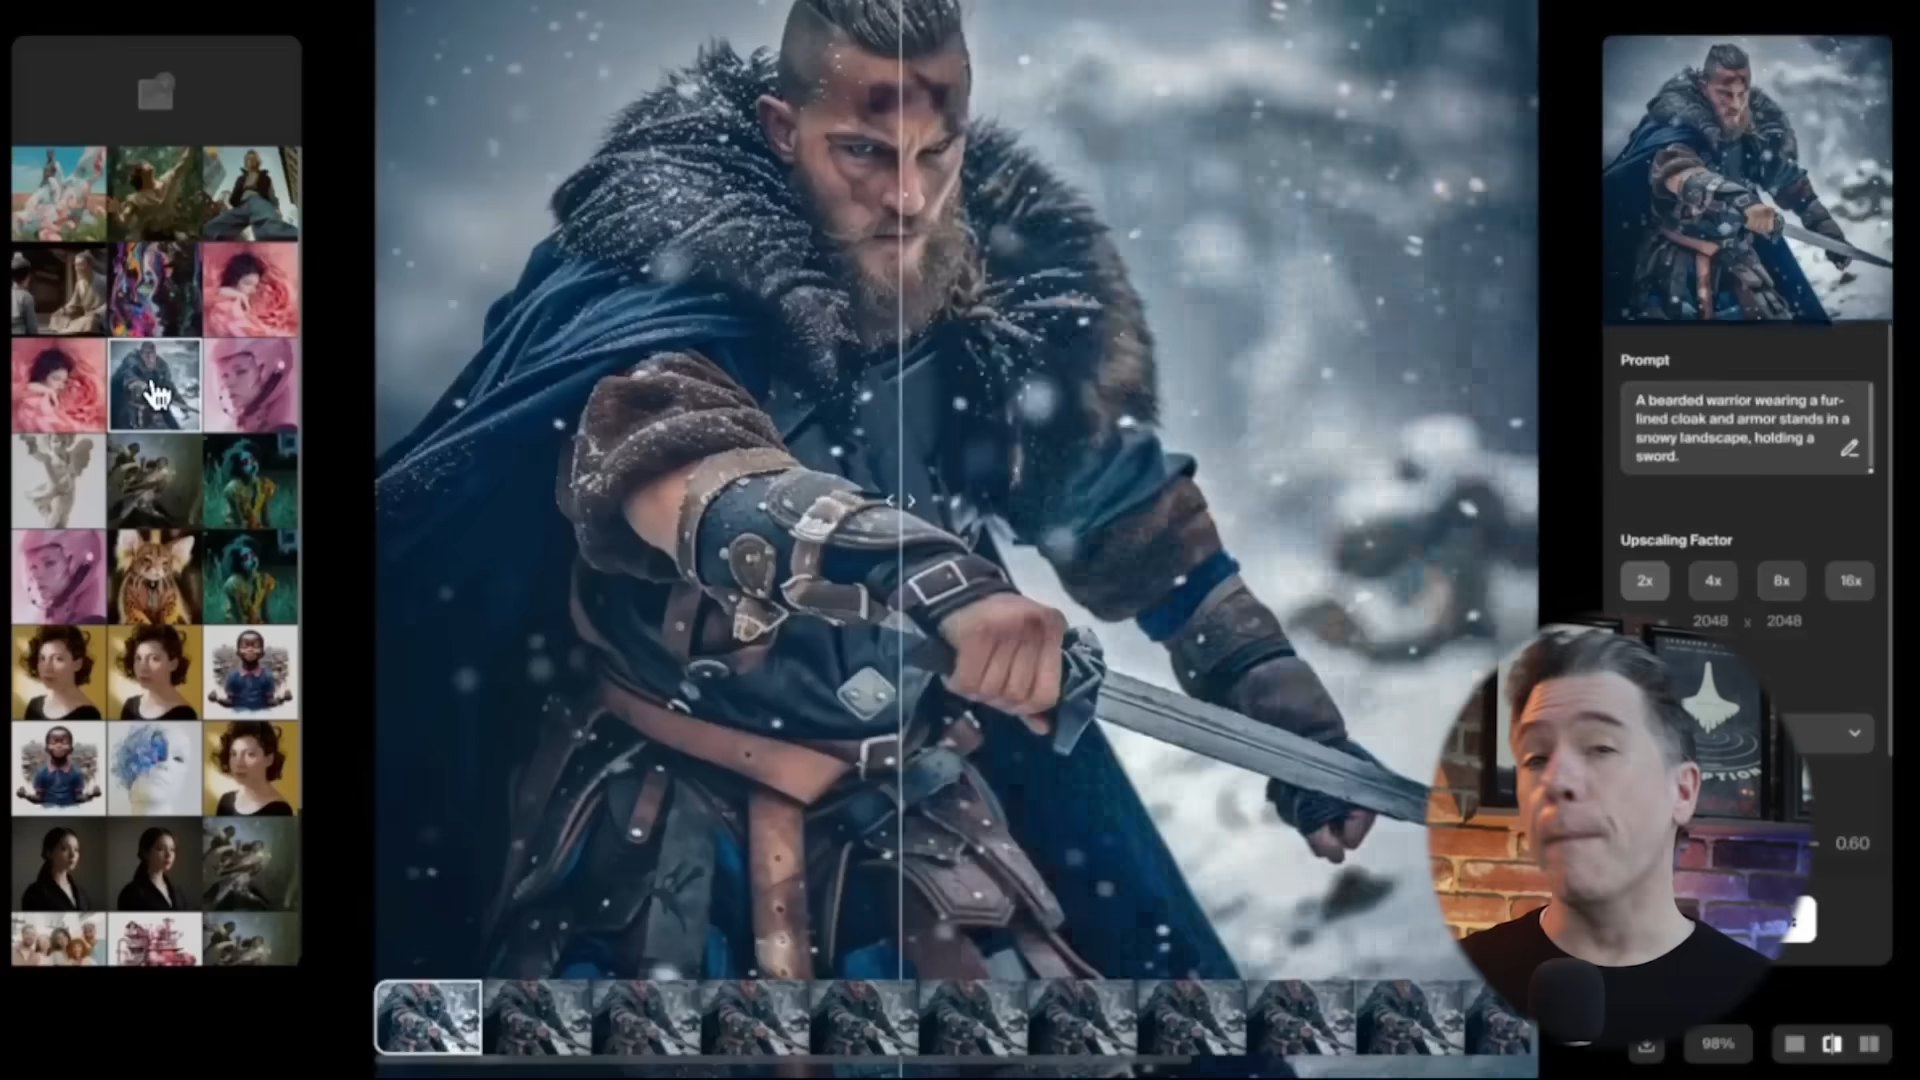 Prompt
A bearded warrior wearing a fur-
lined cloak and armor stands in a
snowy landscape, holding a
sword.
Upscaling Factor
2x 4x 8x 16x
2048 x 2048
PTION
0.60
98%